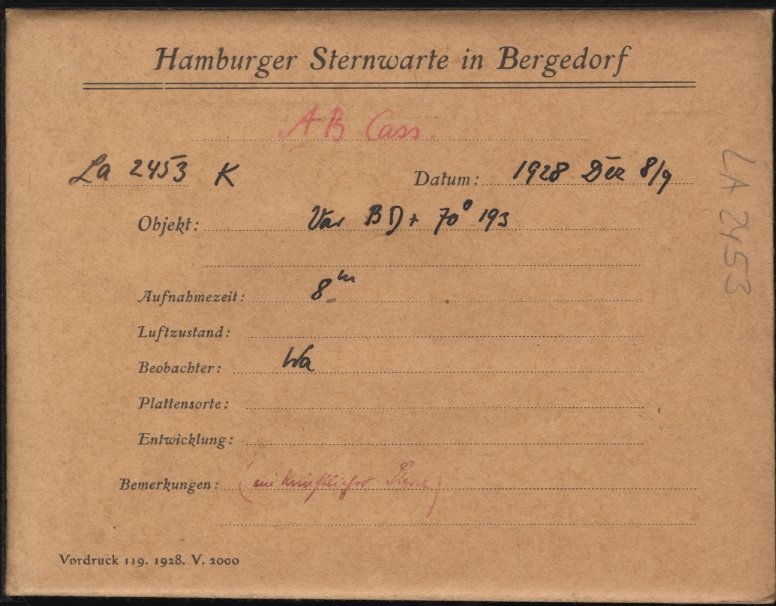 Hamburger Sternwarte in Bergedorf
AB Cass.
La 2453 K Datum: 1928 Dez 8/9
Objekt: Var BD+ 70° 193
Aufnahmezeit: 8ᵐ
Luftzustand:
Beobachter: Wa
Plattensorte:
Entwicklung:
Bemerkungen:
Vordruck 119. 1928. V. 2000
LA 2453